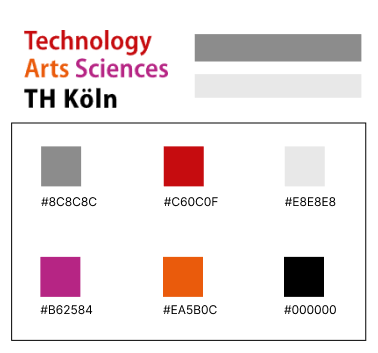 Technology
Arts Sciences
TH Köln
#8C8C8C #C60C0F #E8E8E8
#B62584 #EA5B0C #000000